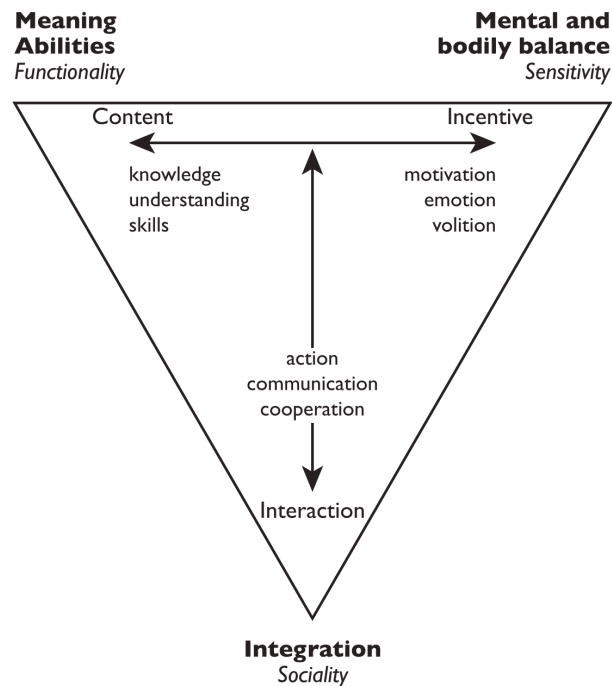 Meaning
Abilities
Functionality
Mental and
bodily balance
Sensitivity
Content
Incentive
knowledge
understanding
skills
motivation
emotion
volition
action
communication
cooperation
Interaction
Integration
Sociality